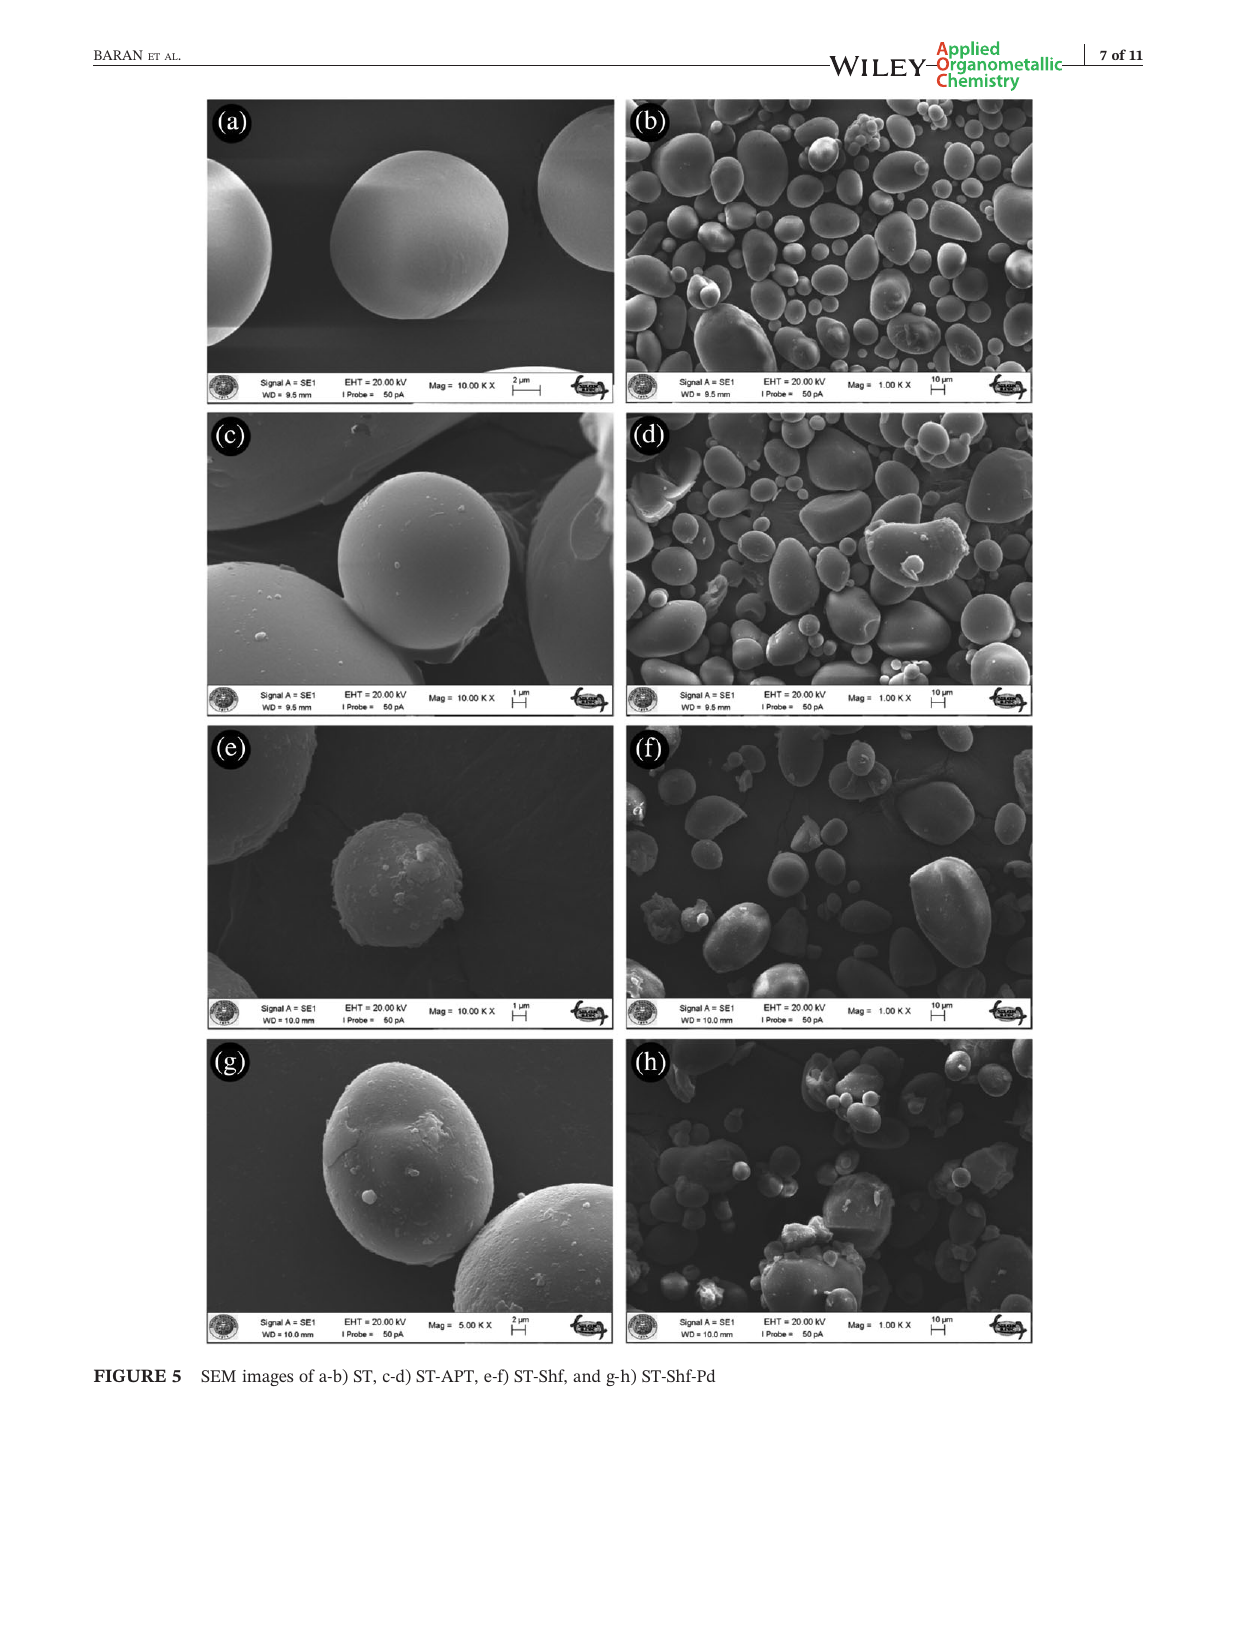 BARAN ET AL.
WILEY Applied Organometallic Chemistry
7 of 11
(a)
Signal A = SE1 EHT = 20.00 kV Mag = 10.00 K X 2 µm
WD = 9.5 mm I Probe = 50 pA
(b)
Signal A = SE1 EHT = 20.00 kV Mag = 1.00 K X 10 µm
WD = 9.5 mm I Probe = 50 pA
(c)
Signal A = SE1 EHT = 20.00 kV Mag = 10.00 K X 1 µm
WD = 9.5 mm I Probe = 50 pA
(d)
Signal A = SE1 EHT = 20.00 kV Mag = 1.00 K X 10 µm
WD = 9.5 mm I Probe = 50 pA
(e)
Signal A = SE1 EHT = 20.00 kV Mag = 10.00 K X 1 µm
WD = 10.0 mm I Probe = 50 pA
(f)
Signal A = SE1 EHT = 20.00 kV Mag = 1.00 K X 10 µm
WD = 10.0 mm I Probe = 50 pA
(g)
Signal A = SE1 EHT = 20.00 kV Mag = 5.00 K X 2 µm
WD = 10.0 mm I Probe = 50 pA
(h)
Signal A = SE1 EHT = 20.00 kV Mag = 1.00 K X 10 µm
WD = 10.0 mm I Probe = 50 pA
FIGURE 5 SEM images of a-b) ST, c-d) ST-APT, e-f) ST-Shf, and g-h) ST-Shf-Pd